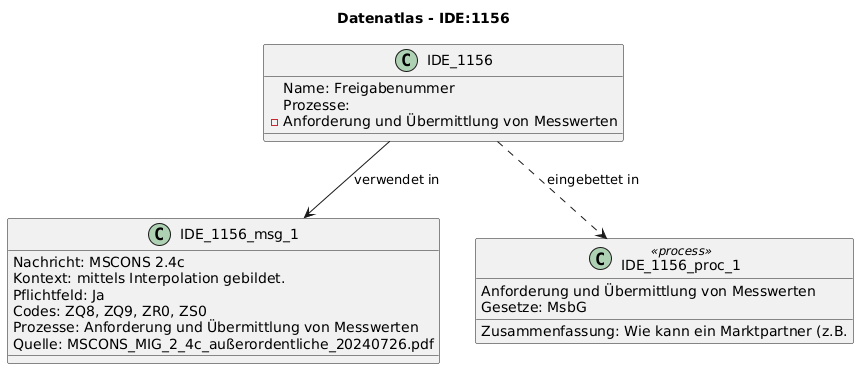 Datenatlas - IDE:1156
C IDE_1156
Name: Freigabenummer
Prozesse:
Anforderung und Übermittlung von Messwerten
verwendet in
eingebettet in
C IDE_1156_msg_1
Nachricht: MSCONS 2.4c
Kontext: mittels Interpolation gebildet.
Pflichtfeld: Ja
Codes: ZQ8, ZQ9, ZR0, ZS0
Prozesse: Anforderung und Übermittlung von Messwerten
Quelle: MSCONS_MIG_2_4c_außerordentliche_20240726.pdf
«process»
C IDE_1156_proc_1
Anforderung und Übermittlung von Messwerten
Gesetze: MsbG
Zusammenfassung: Wie kann ein Marktpartner (z.B.